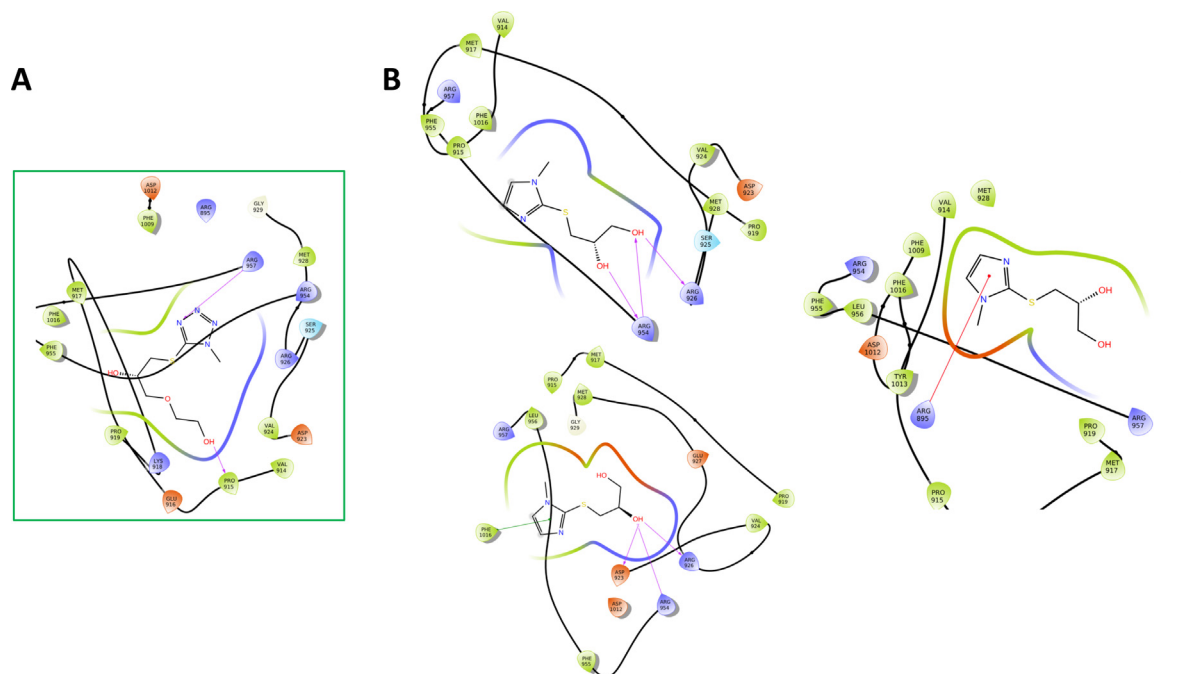 A
B
ASP
1012
PHE
1009
ARG
895
GLY
929
MET
928
ARG
957
ARG
954
MET
917
PHE
1016
PHE
955
SER
925
ARG
926
N
N
N
N
S
HO
O
OH
PRO
919
LYS
918
GLU
916
PRO
915
VAL
914
VAL
924
ASP
923
VAL
914
MET
917
ARG
957
PHE
955
PHE
1016
PRO
915
VAL
924
ASP
923
MET
928
PRO
919
SER
925
ARG
926
ARG
954
N
N
S
OH
OH
MET
917
PRO
915
MET
928
GLY
929
LEU
956
ARG
957
GLU
927
PRO
919
VAL
924
HO
N
S
N
OH
PHE
1016
ARG
926
ASP
923
ASP
1012
ARG
954
PHE
955
VAL
914
MET
928
PHE
1009
ARG
954
PHE
1016
PHE
955
LEU
956
ASP
1012
TYR
1013
ARG
895
N
N
S
OH
OH
PRO
919
ARG
957
MET
917
PRO
915